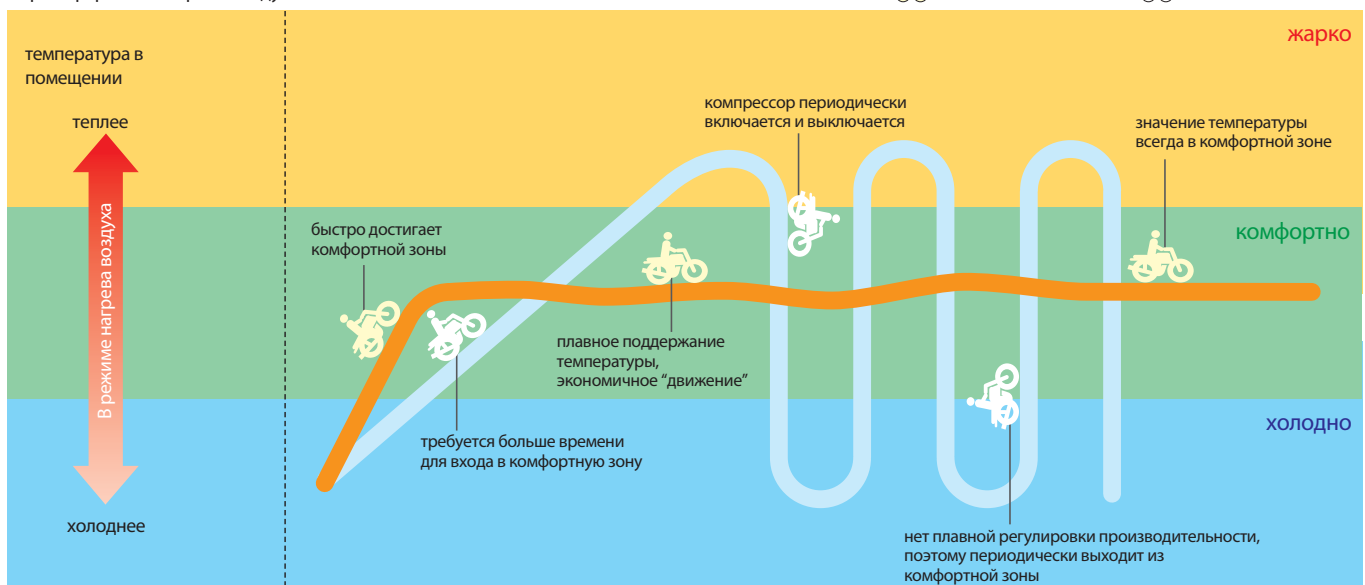 жарко
температура в
помещении
теплее
компрессор периодически
включается и выключается
значение температуры
всегда в комфортной зоне
В режиме нагрева воздуха
быстро достигает
комфортной зоны
комфортно
плавное поддержание
температуры,
экономичное “движение”
требуется больше времени
для входа в комфортную зону
холодно
холоднее
нет плавной регулировки производительности,
поэтому периодически выходит из
комфортной зоны